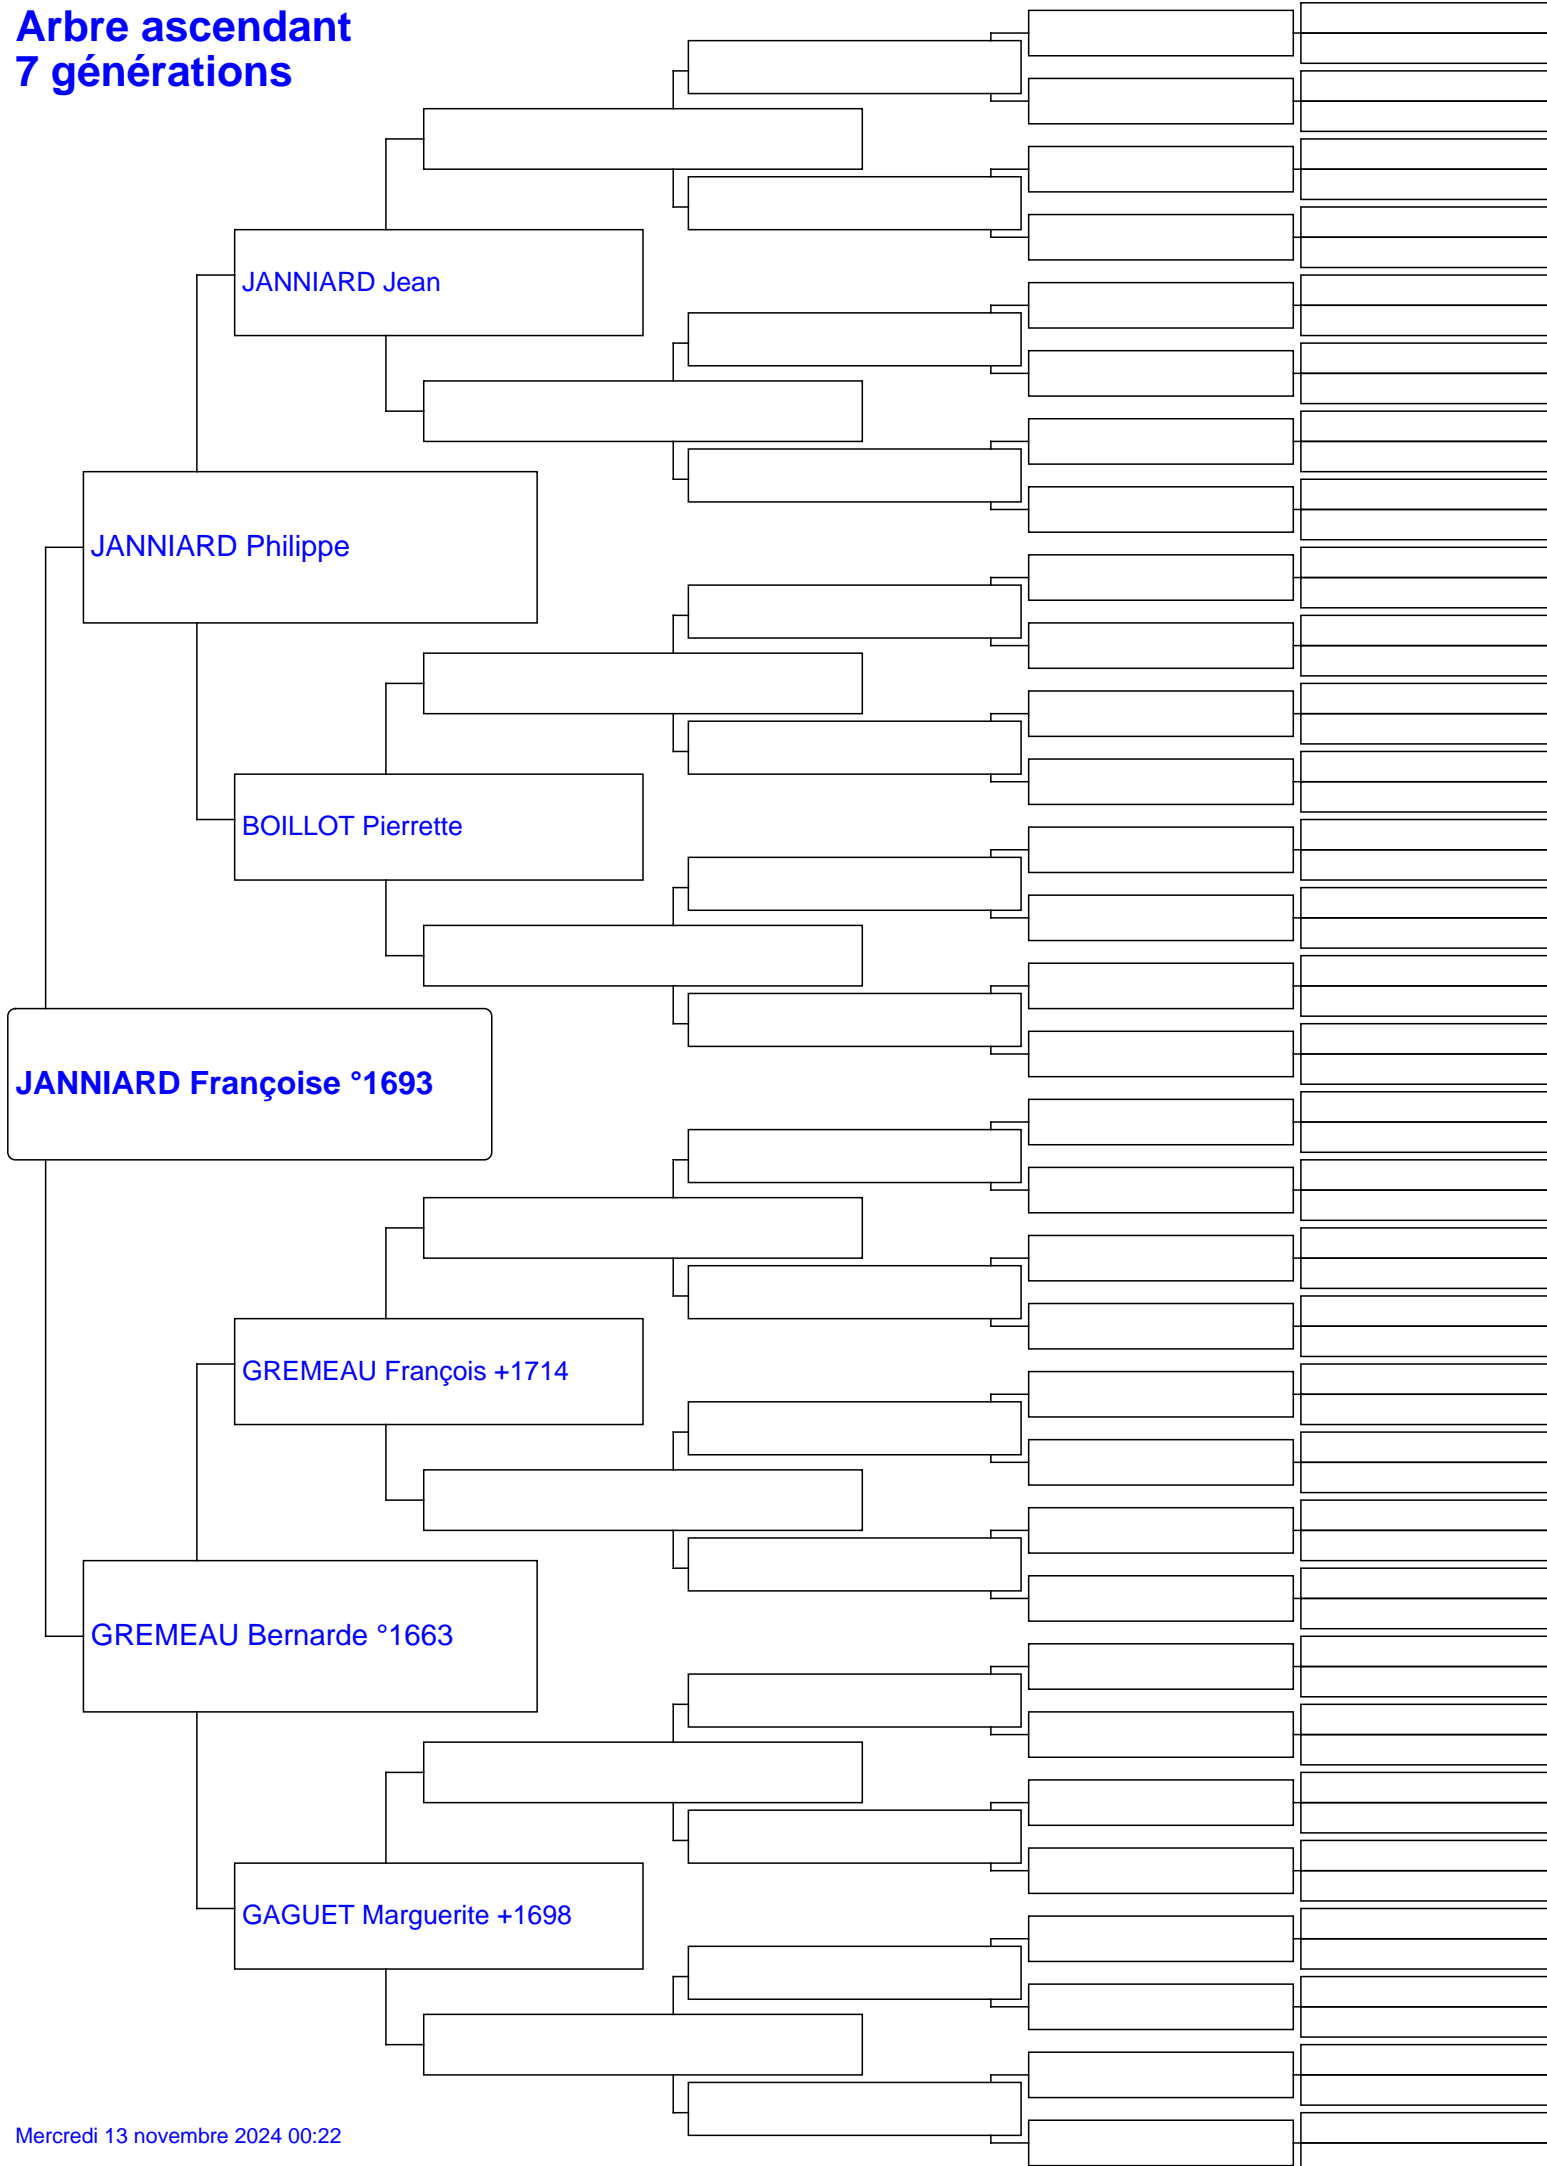 Arbre ascendant
7 générations
JANNIARD Jean
JANNIARD Philippe
BOILLOT Pierrette
JANNIARD Françoise °1693
GREMEAU François +1714
GREMEAU Bernarde °1663
GAGUET Marguerite +1698
Mercredi 13 novembre 2024 00:22